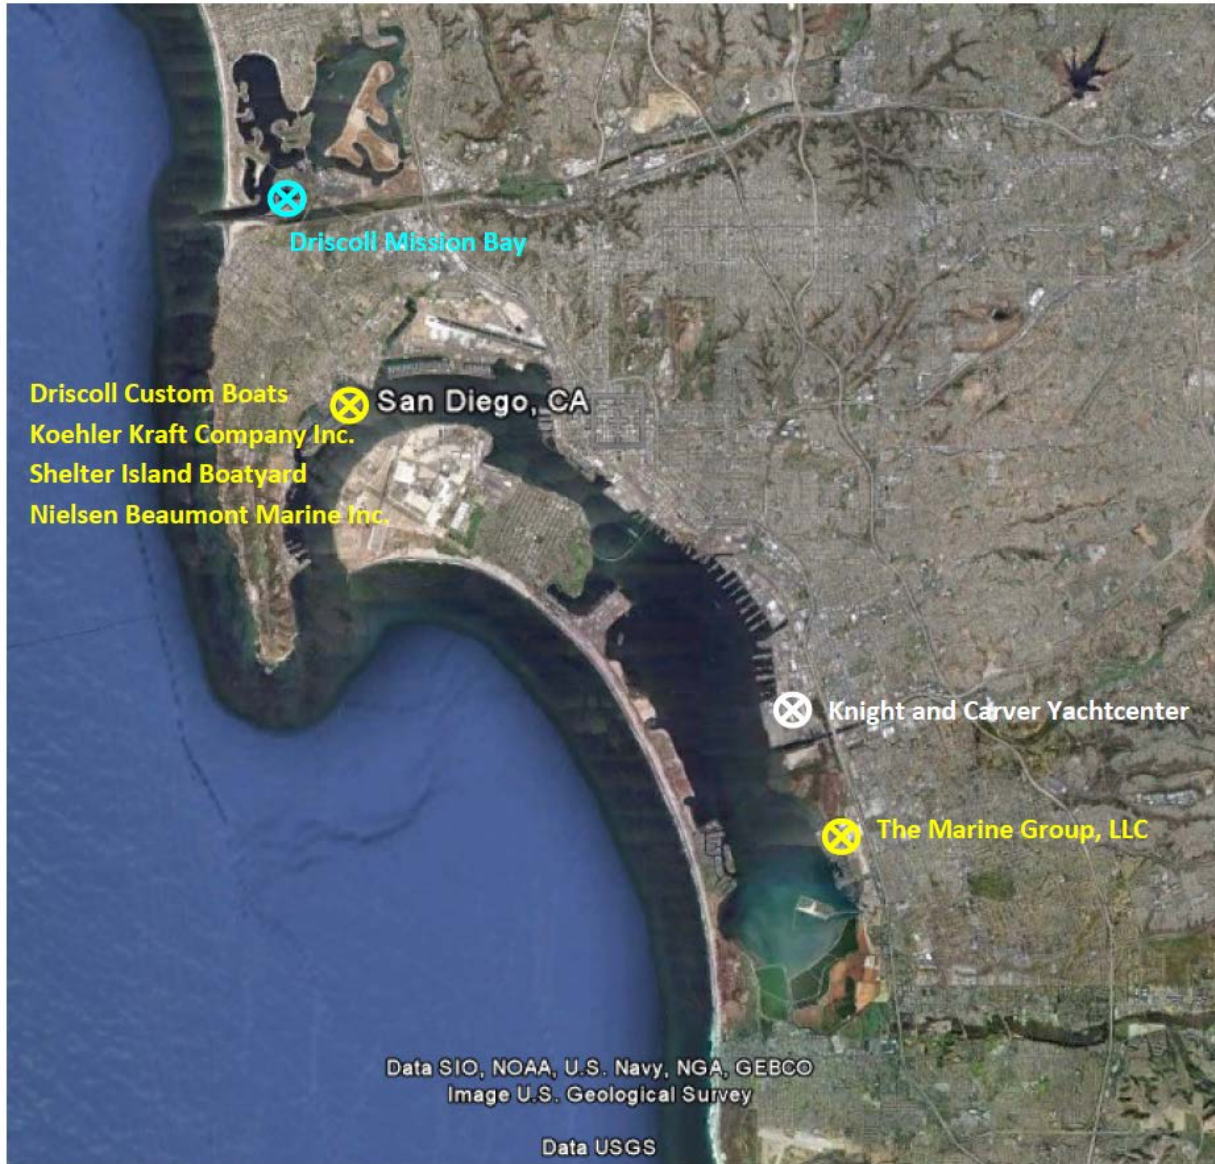 Driscoll Mission Bay
Driscoll Custom Boats
San Diego, CA
Koehler Kraft Company Inc.
Shelter Island Boatyard
Nielsen Beaumont Marine Inc.
Knight and Carver Yachtcenter
The Marine Group, LLC
Data SIO, NOAA, U.S. Navy, NGA, GEBCO
Image U.S. Geological Survey
Data USGS